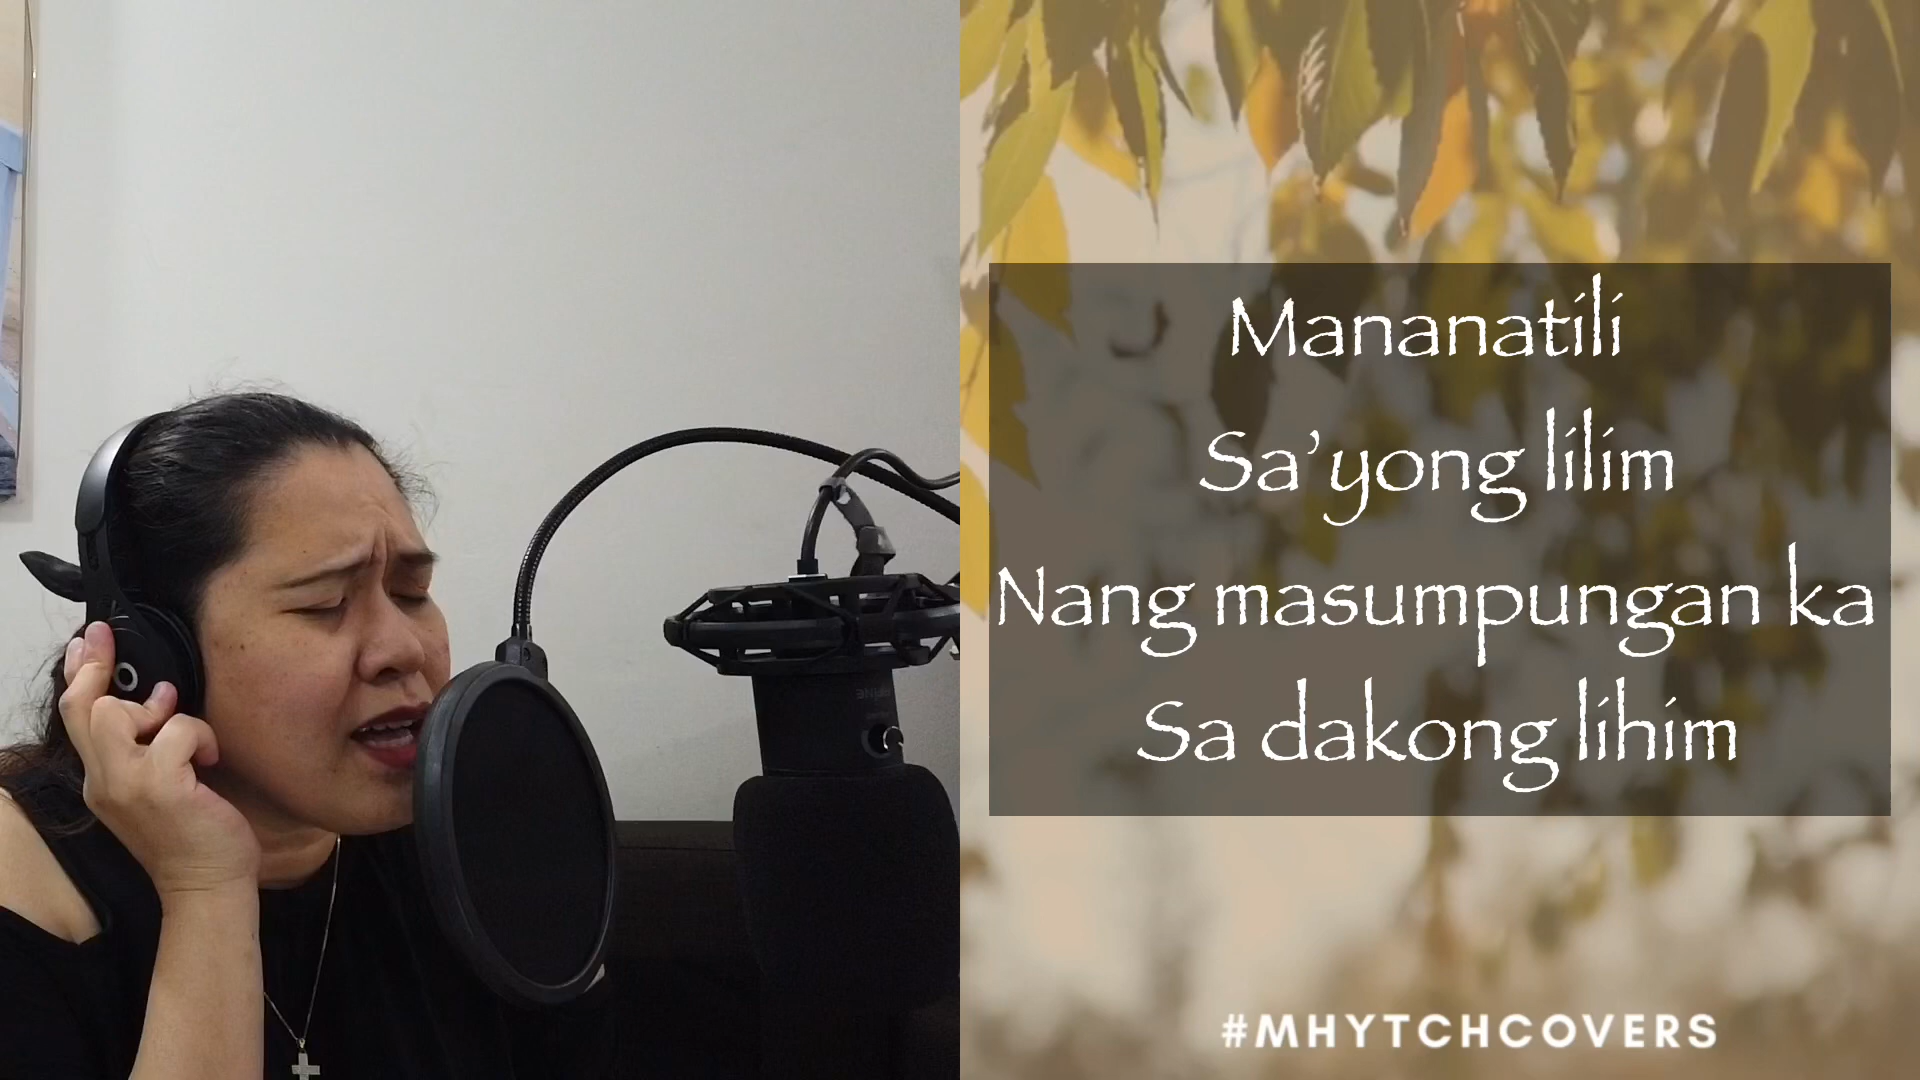 Mananatili
Sa'yong lilim
Nang masumpungan ka
Sa dakong lihim
#MHYTCHCOVERS